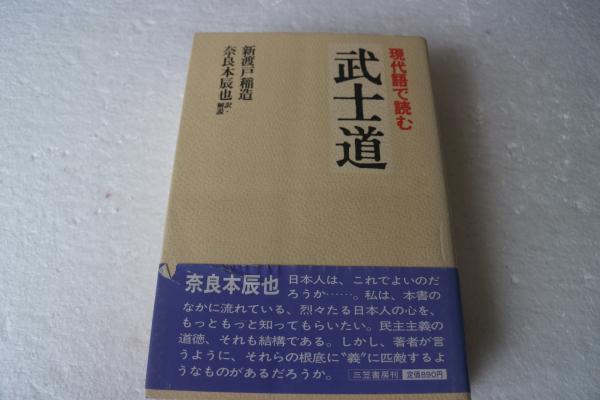 現代語で読む
武士道
新渡戸稲造
奈良本辰也 訳・解説
奈良本辰也
日本人は、これでよいのだ
ろうか……。私は、本書の
なかに流れている、烈々たる日本人の心を、
もっともっと知ってもらいたい。民主主義の
道徳、それも結構である。しかし、著者が言
うように、それらの根底に〝義〟に匹敵するよ
うなものがあるだろうか。
三笠書房刊
定価890円